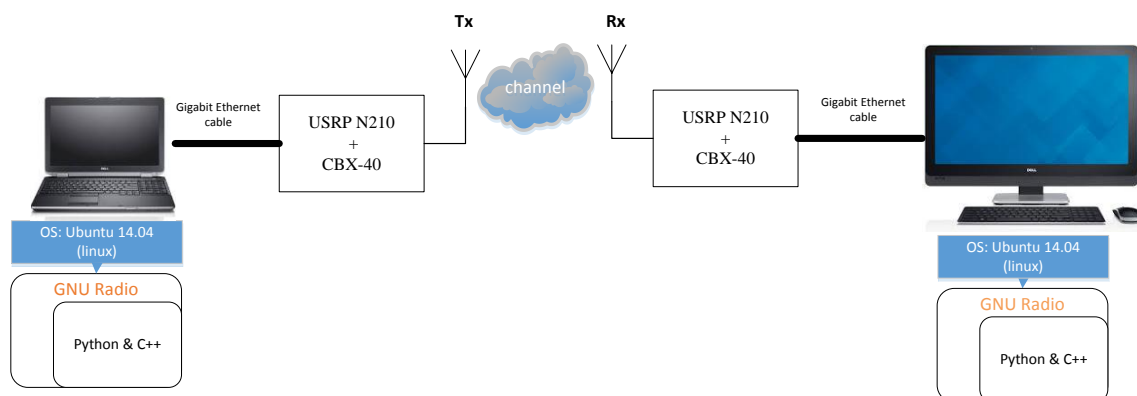 Tx
Rx
channel
Gigabit Ethernet
cable
USRP N210
+
CBX-40
USRP N210
+
CBX-40
Gigabit Ethernet
cable
DELL
OS: Ubuntu 14.04
(linux)
GNU Radio
Python & C++
OS: Ubuntu 14.04
(linux)
GNU Radio
Python & C++